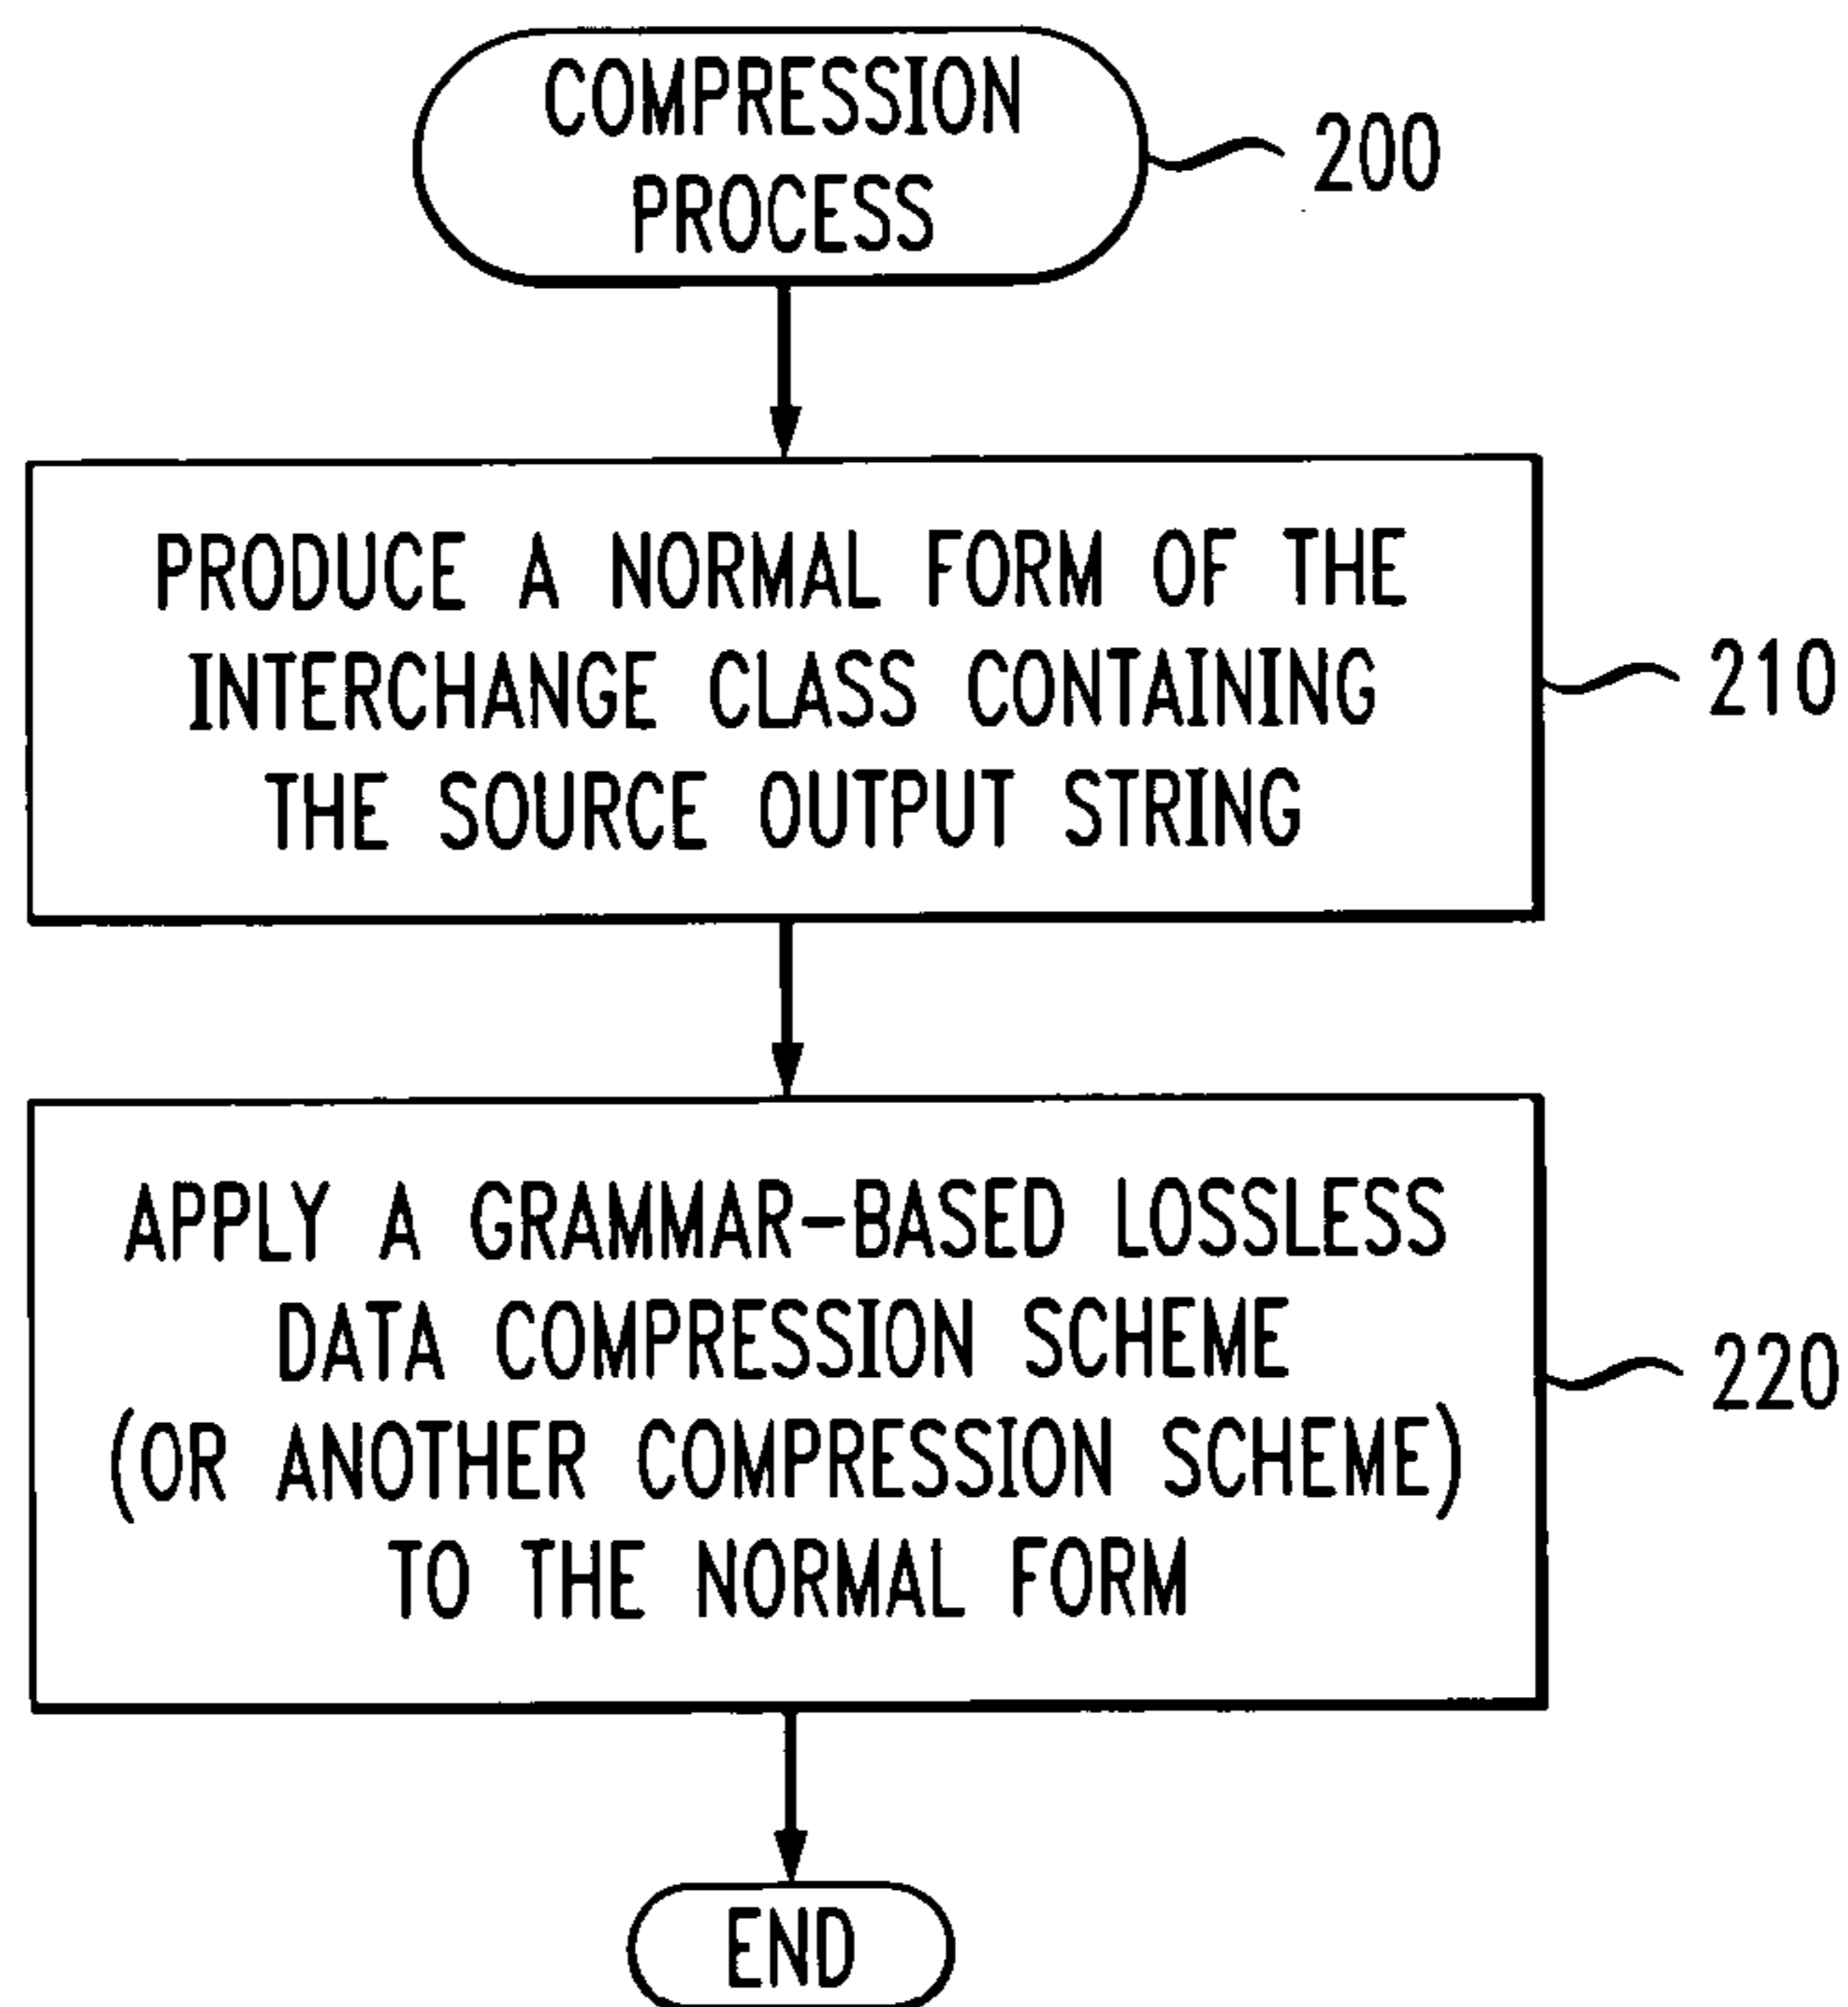 COMPRESSION
PROCESS
200
PRODUCE A NORMAL FORM OF THE
INTERCHANGE CLASS CONTAINING
THE SOURCE OUTPUT STRING
210
APPLY A GRAMMAR-BASED LOSSLESS
DATA COMPRESSION SCHEME
(OR ANOTHER COMPRESSION SCHEME)
TO THE NORMAL FORM
220
END